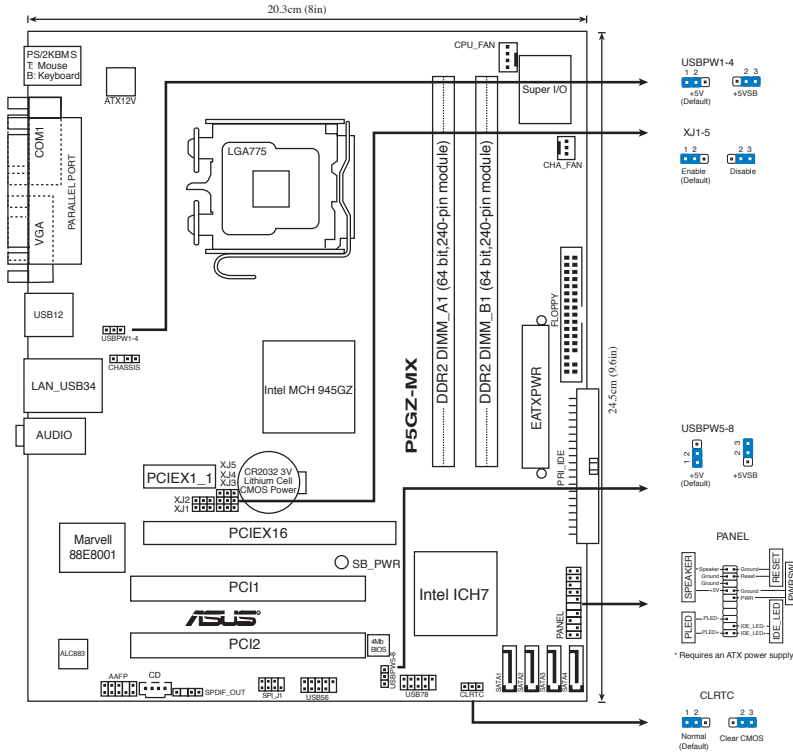 20.3cm (8in)
PS/2KBMS
T: Mouse
B: Keyboard
ATX12V
CPU_FAN
Super I/O
USBPW1-4
1 2
2 3
+5V
(Default)
+5VSB
COM1
PARALLEL PORT
VGA
LGA775
CHA_FAN
XJ1-5
1 2
2 3
Enable
(Default)
Disable
DDR2 DIMM_A1 (64 bit,240-pin module)
DDR2 DIMM_B1 (64 bit,240-pin module)
FLOPPY
USB12
USBPW1-4
CHASSIS
LAN_USB34
AUDIO
Intel MCH 945GZ
P5GZ-MX
EATXPWR
24.5cm (9.6in)
PRI_IDE
USBPW5-8
1 2
2 3
+5V
(Default)
+5VSB
PCIEX1_1
XJ5
XJ4
XJ3
XJ2
XJ1
CR2032 3V
Lithium Cell
CMOS Power
Marvell
88E8001
PCIEX16
SB_PWR
PCI1
Intel ICH7
ASUS
PCI2
4Mb
BIOS
ALC883
PANEL
PANEL
SPEAKER
Speaker
Ground
Ground
+5V
Ground
Reset
RESET
Ground
PWR
PWRSW
PLED
PLED-
PLED+
IDE_LED-
IDE_LED+
IDE_LED
* Requires an ATX power supply
AAFP
CD
SPDIF_OUT
SPI_J1
USB56
USBPW5-8
USB78
CLRTC
SATA1
SATA2
SATA3
SATA4
CLRTC
1 2
2 3
Normal
(Default)
Clear CMOS